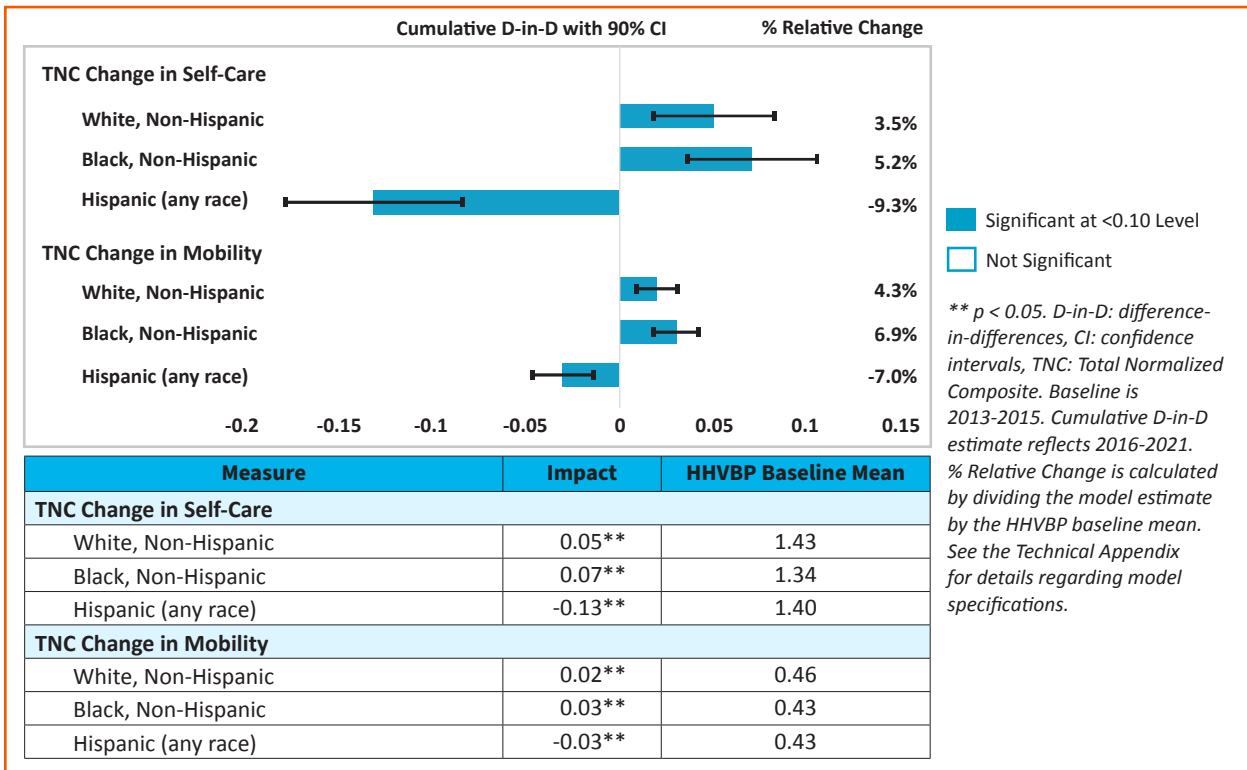 Cumulative D-in-D with 90% CI % Relative Change
TNC Change in Self-Care
White, Non-Hispanic 3.5%
Black, Non-Hispanic 5.2%
Hispanic (any race) -9.3%
TNC Change in Mobility
White, Non-Hispanic 4.3%
Black, Non-Hispanic 6.9%
Hispanic (any race) -7.0%
-0.2 -0.15 -0.1 -0.05 0 0.05 0.1 0.15
Significant at <0.10 Level
Not Significant
** p < 0.05. D-in-D: difference-
in-differences, CI: confidence
intervals, TNC: Total Normalized
Composite. Baseline is
2013-2015. Cumulative D-in-D
estimate reflects 2016-2021.
% Relative Change is calculated
by dividing the model estimate
by the HHVBP baseline mean.
See the Technical Appendix
for details regarding model
specifications.
Measure Impact HHVBP Baseline Mean
TNC Change in Self-Care
White, Non-Hispanic 0.05** 1.43
Black, Non-Hispanic 0.07** 1.34
Hispanic (any race) -0.13** 1.40
TNC Change in Mobility
White, Non-Hispanic 0.02** 0.46
Black, Non-Hispanic 0.03** 0.43
Hispanic (any race) -0.03** 0.43